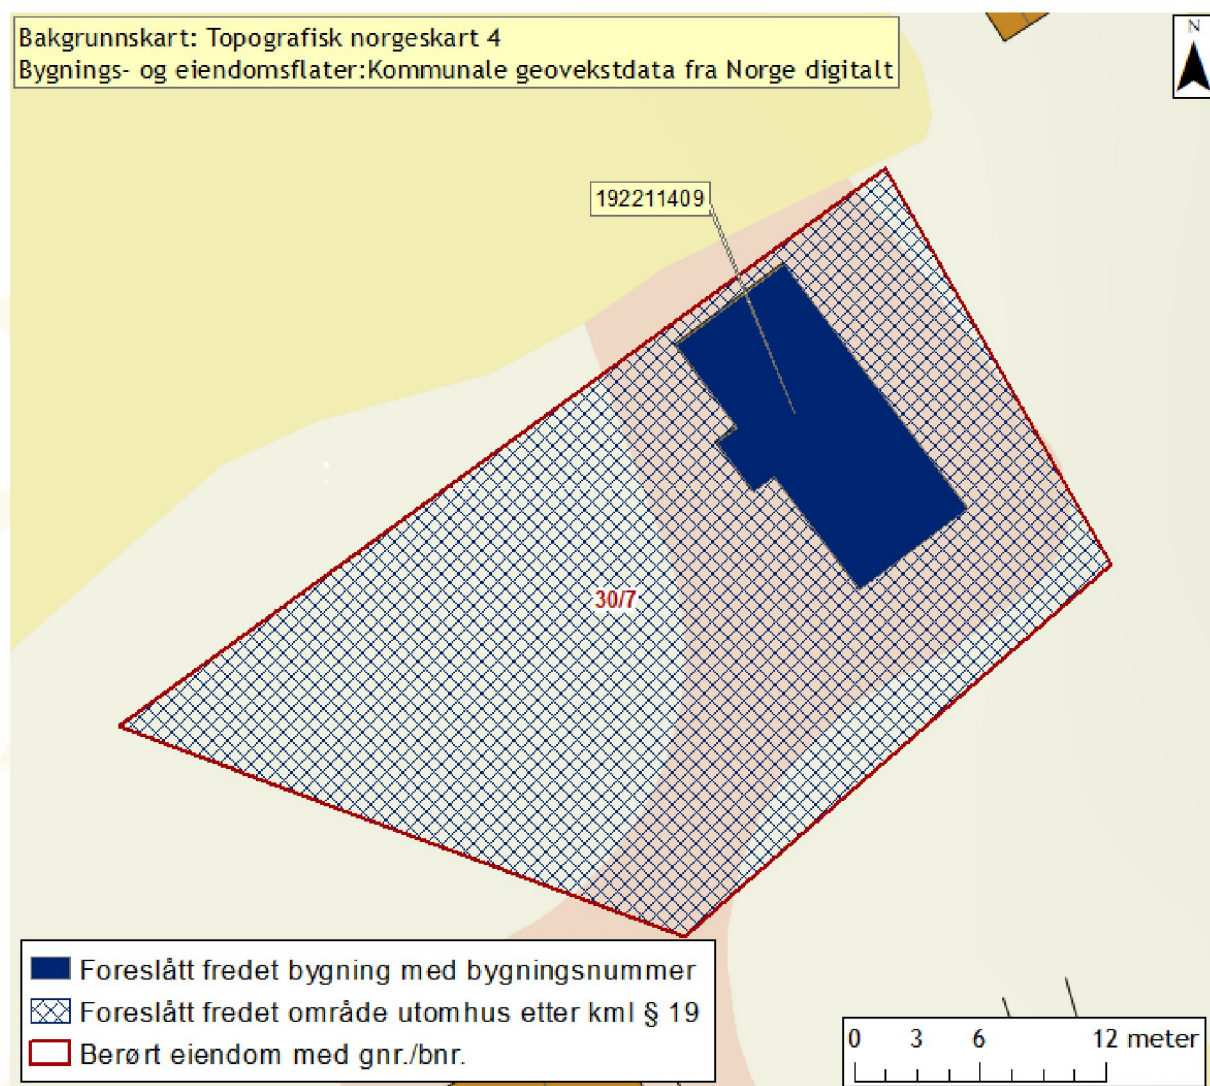 Bakgrunnskart: Topografisk norgeskart 4
Bygnings- og eiendomsflater:Kommunale geovekstdata fra Norge digitalt
N
192211409
30/7
Foreslått fredet bygning med bygningsnummer
Foreslått fredet område utomhus etter kml § 19
Berørt eiendom med gnr./bnr.
0 3 6 12 meter